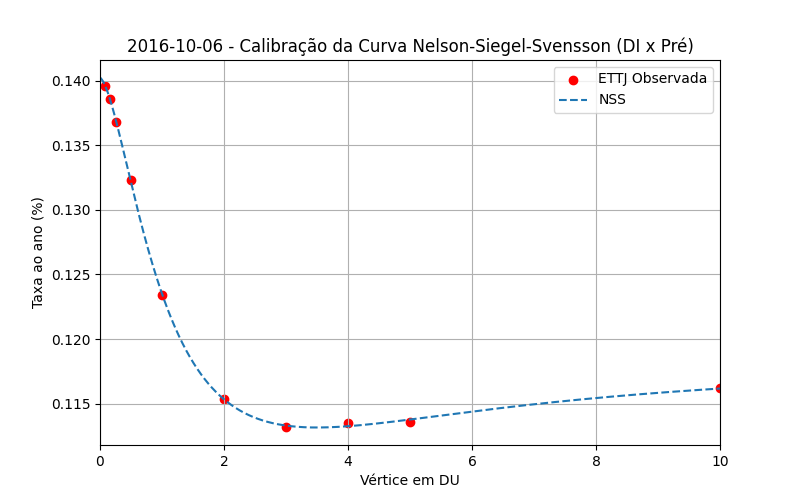 2016-10-06 - Calibração da Curva Nelson-Siegel-Svensson (DI x Pré)
ETTJ Observada
NSS
Taxa ao ano (%)
0.140
0.135
0.130
0.125
0.120
0.115
0 2 4 6 8 10
Vértice em DU